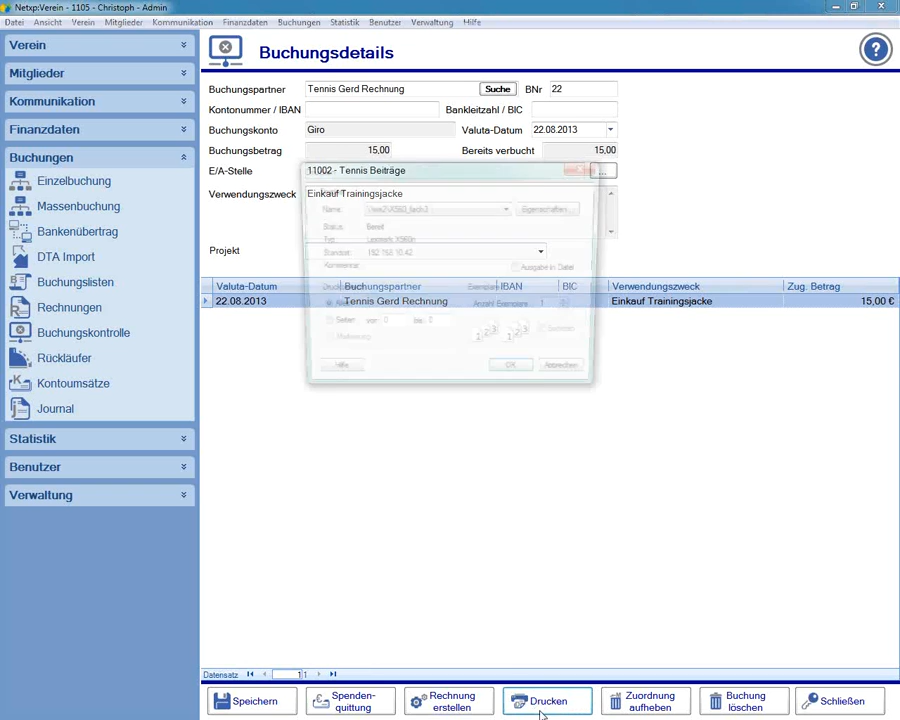 Netxp:Verein - 1105 - Christoph - Admin
Datei Ansicht Verein Mitglieder Kommunikation Finanzdaten Buchungen Statistik Benutzer Verwaltung Hilfe
Verein
Mitglieder
Kommunikation
Finanzdaten
Buchungen
Einzelbuchung
Massenbuchung
Bankenübertrag
DTA Import
Buchungslisten
Rechnungen
Buchungskontrolle
Rückläufer
Kontoumsätze
Journal
Statistik
Benutzer
Verwaltung
Buchungsdetails
?
Buchungspartner Tennis Gerd Rechnung Suche BNr 22
Kontonummer / IBAN Bankleitzahl / BIC
Buchungskonto Giro Valuta-Datum 22.08.2013
Buchungsbetrag 15,00 Bereits verbucht 15,00
E/A-Stelle 11002 - Tennis Beiträge ...
Verwendungszweck Einkauf Trainingsjacke
Name: Eigenschaften...
Status: Bereit
Typ:
Standort: 192.168.10.42
Kommentar: Ausgabe in Datei
Projekt
Valuta-Datum Buchungspartner IBAN BIC Verwendungszweck Zug. Betrag
22.08.2013 Tennis Gerd Rechnung Einkauf Trainingsjacke 15,00 €
Anzahl Exemplare: 1
Seiten von: 0 bis: 0
Markierung
Hilfe OK Abbrechen
Datensatz 1
Speichern
Spenden-
quittung
Rechnung
erstellen
Drucken
Zuordnung
aufheben
Buchung
löschen
Schließen